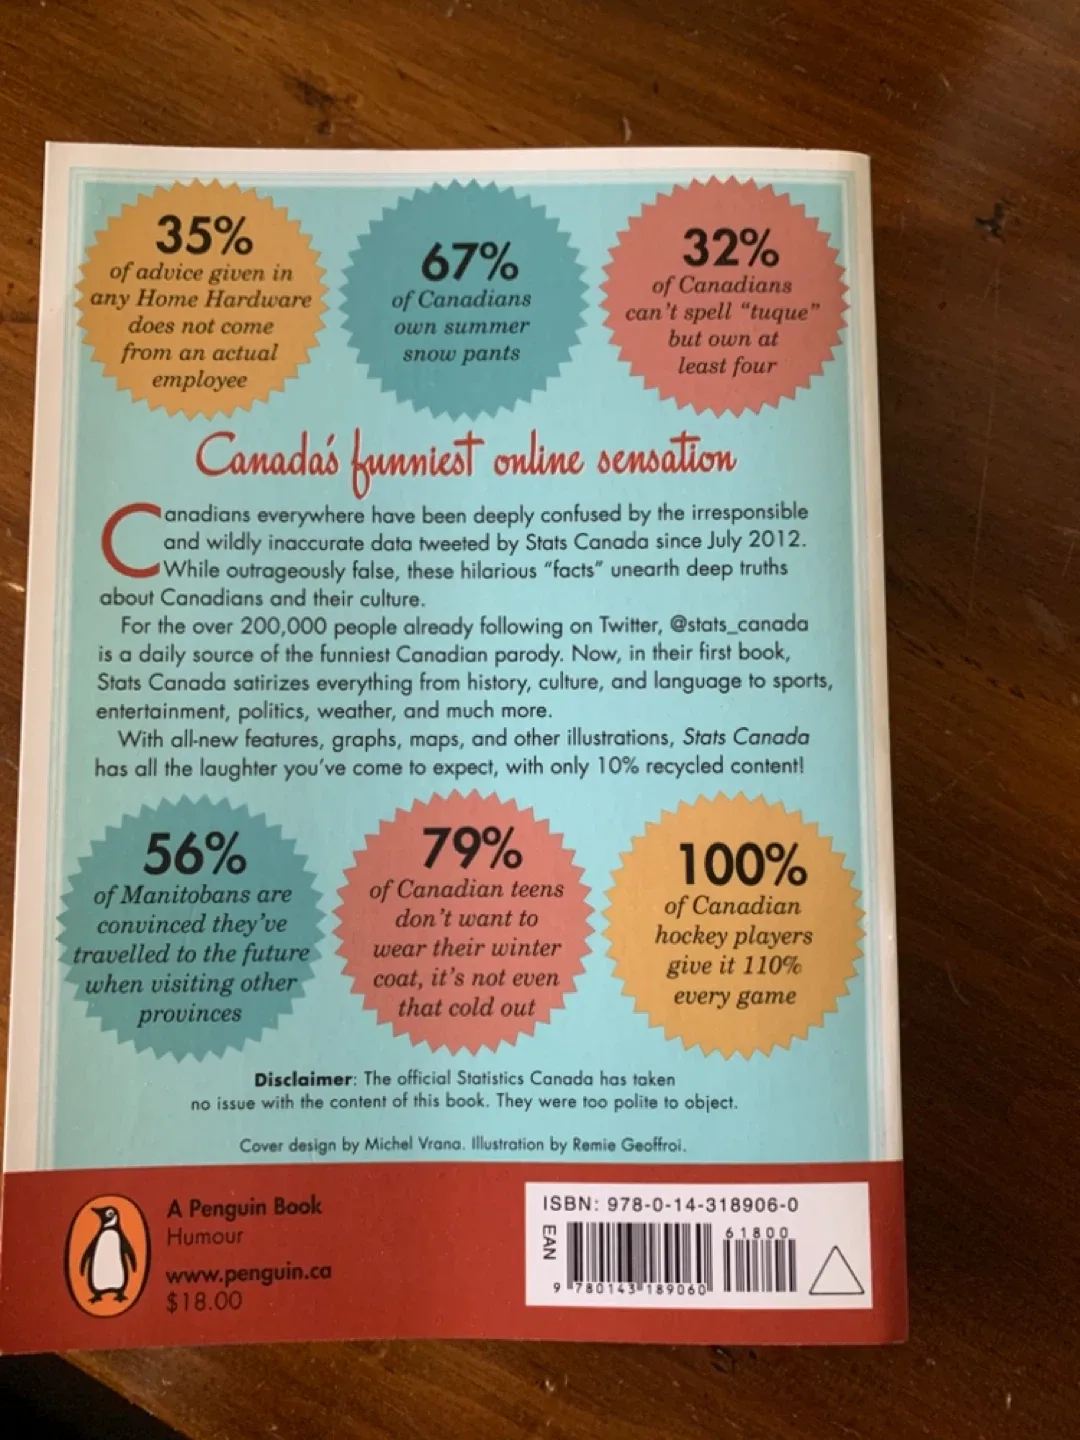 35%
of advice given in
any Home Hardware
does not come
from an actual
employee
67%
of Canadians
own summer
snow pants
32%
of Canadians
can't spell "tuque"
but own at
least four
Canada's funniest online sensation
Canadians everywhere have been deeply confused by the irresponsible
and wildly inaccurate data tweeted by Stats Canada since July 2012.
While outrageously false, these hilarious "facts" unearth deep truths
about Canadians and their culture.
For the over 200,000 people already following on Twitter, @stats_canada
is a daily source of the funniest Canadian parody. Now, in their first book,
Stats Canada satirizes everything from history, culture, and language to sports,
entertainment, politics, weather, and much more.
With all-new features, graphs, maps, and other illustrations, Stats Canada
has all the laughter you've come to expect, with only 10% recycled content!
56%
of Manitobans are
convinced they've
travelled to the future
when visiting other
provinces
79%
of Canadian teens
don't want to
wear their winter
coat, it's not even
that cold out
100%
of Canadian
hockey players
give it 110%
every game
Disclaimer: The official Statistics Canada has taken
no issue with the content of this book. They were too polite to object.
Cover design by Michel Vrana. Illustration by Remie Geoffroi.
A Penguin Book
Humour
www.penguin.ca
$18.00
ISBN: 978-0-14-318906-0
EAN
61800
9 780143 189060